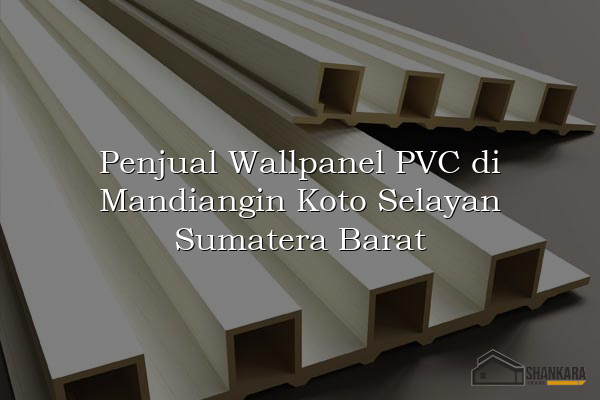 Penjual Wallpanel PVC di
Mandiangin Koto Selayan
Sumatera Barat
SHANKARA